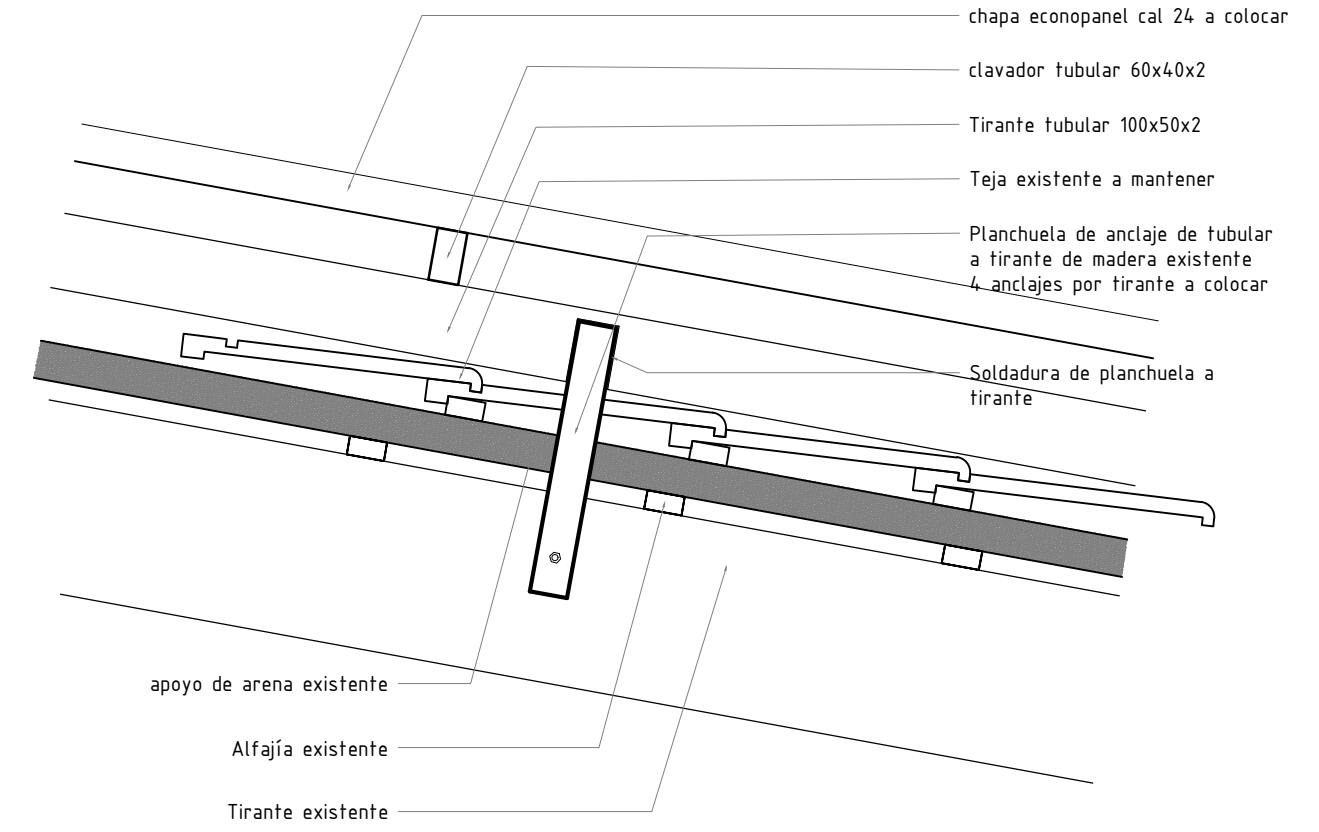 chapa econopanel cal 24 a colocar
clavador tubular 60x40x2
Tirante tubular 100x50x2
Teja existente a mantener
Planchuela de anclaje de tubular
a tirante de madera existente
4 anclajes por tirante a colocar
Soldadura de planchuela a
tirante
apoyo de arena existente
Alfajía existente
Tirante existente